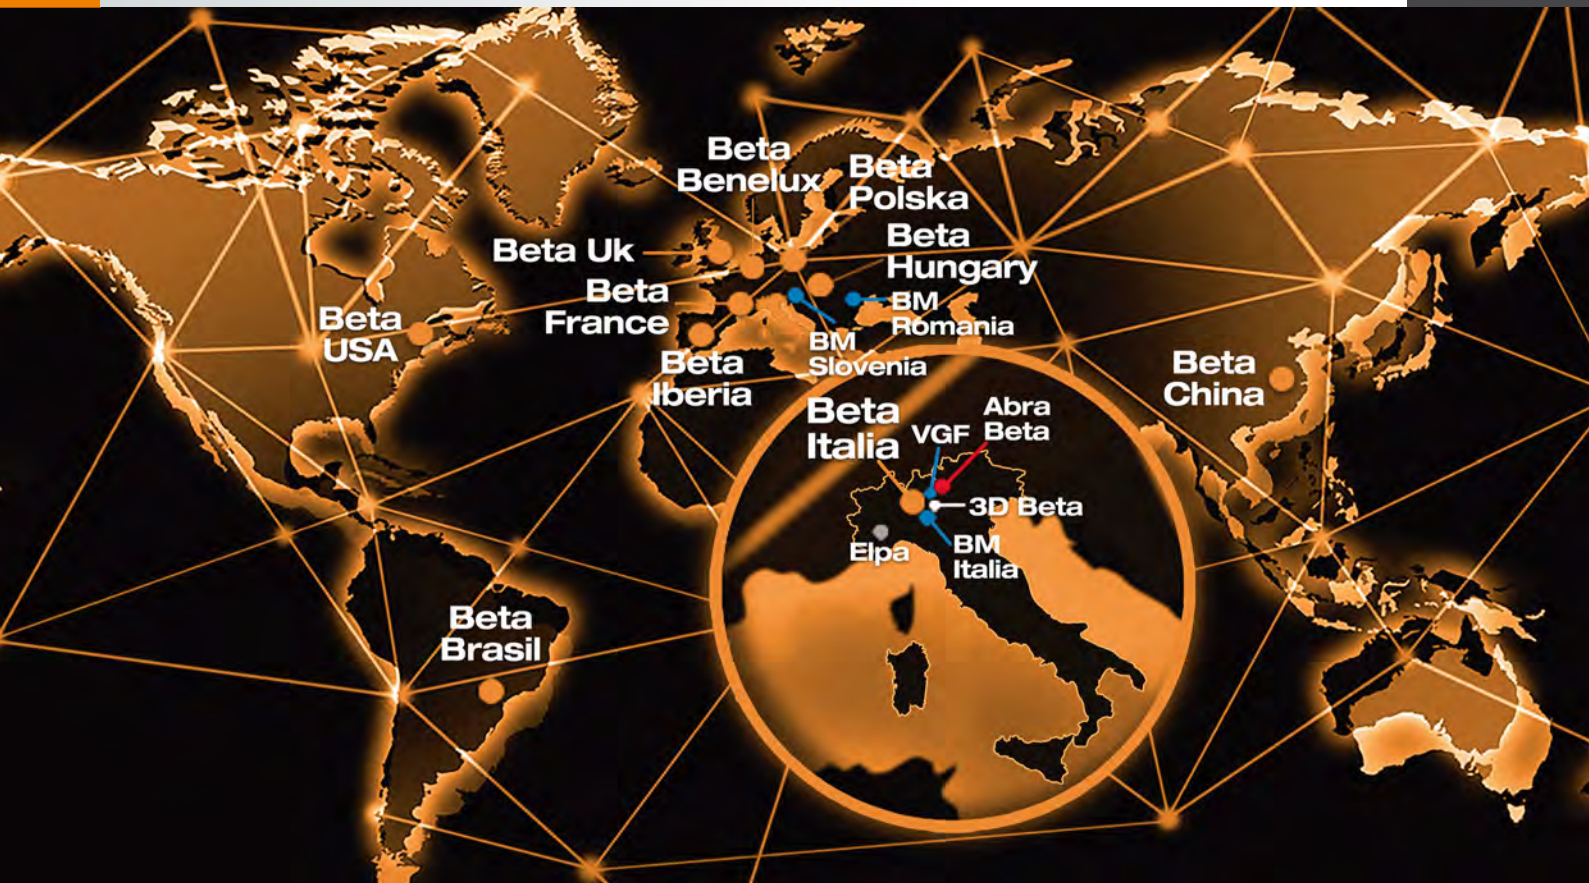 Beta
Benelux
Beta
Polska
Beta Uk
Beta
Hungary
Beta
France
BM
Romania
Beta
USA
BM
Slovenia
Beta
Iberia
Beta
China
Beta
Italia
VGF
Abra
Beta
3D Beta
Elpa
BM
Italia
Beta
Brasil